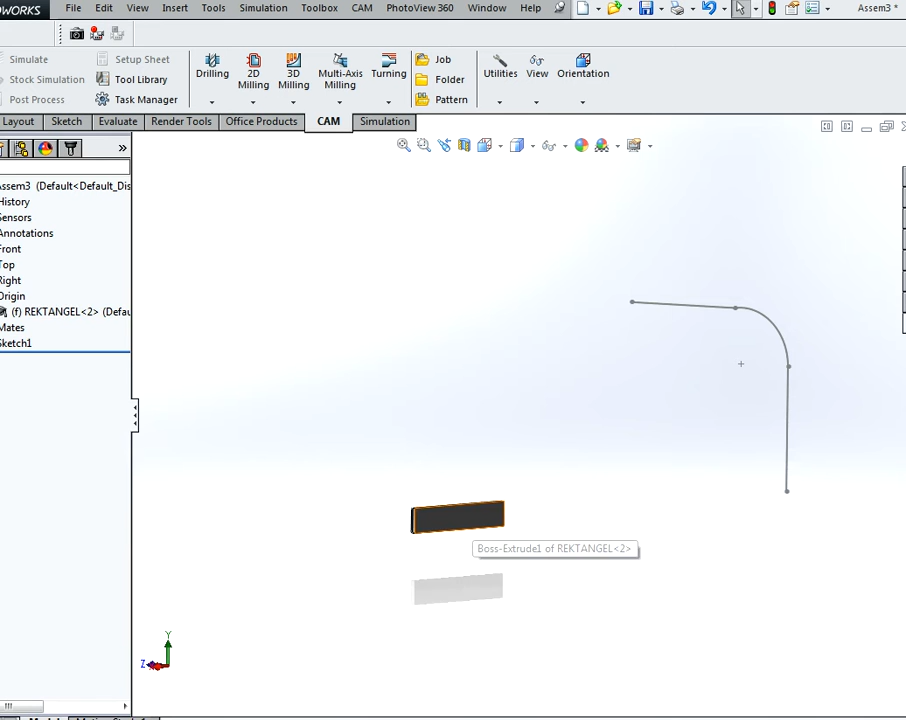 OWORKS File Edit View Insert Tools Simulation Toolbox CAM PhotoView 360 Window Help Assem3 *
Simulate Setup Sheet
Stock Simulation Tool Library
Post Process Task Manager
Drilling 2D Milling 3D Milling Multi-Axis Milling Turning
Job
Folder
Pattern
Utilities View Orientation
Layout Sketch Evaluate Render Tools Office Products CAM Simulation
Assem3 (Default<Default_Dis
History
Sensors
Annotations
Front
Top
Right
Origin
(f) REKTANGEL<2> (Defau
Mates
Sketch1
Boss-Extrude1 of REKTANGEL<2>
Y
Z